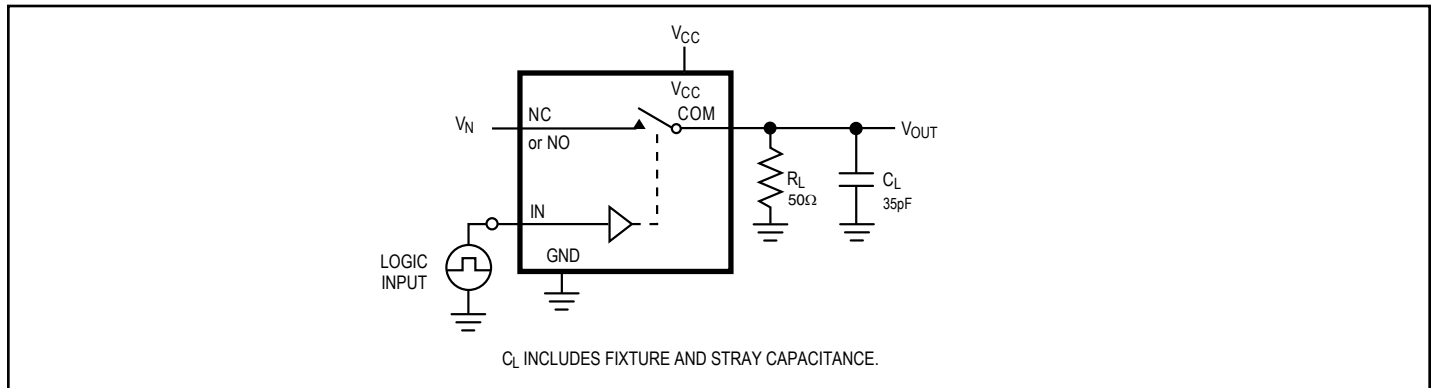 VCC
VCC
VN
NC
COM
or NO
VOUT
RL
50Ω
CL
35pF
IN
LOGIC
INPUT
GND
CL INCLUDES FIXTURE AND STRAY CAPACITANCE.